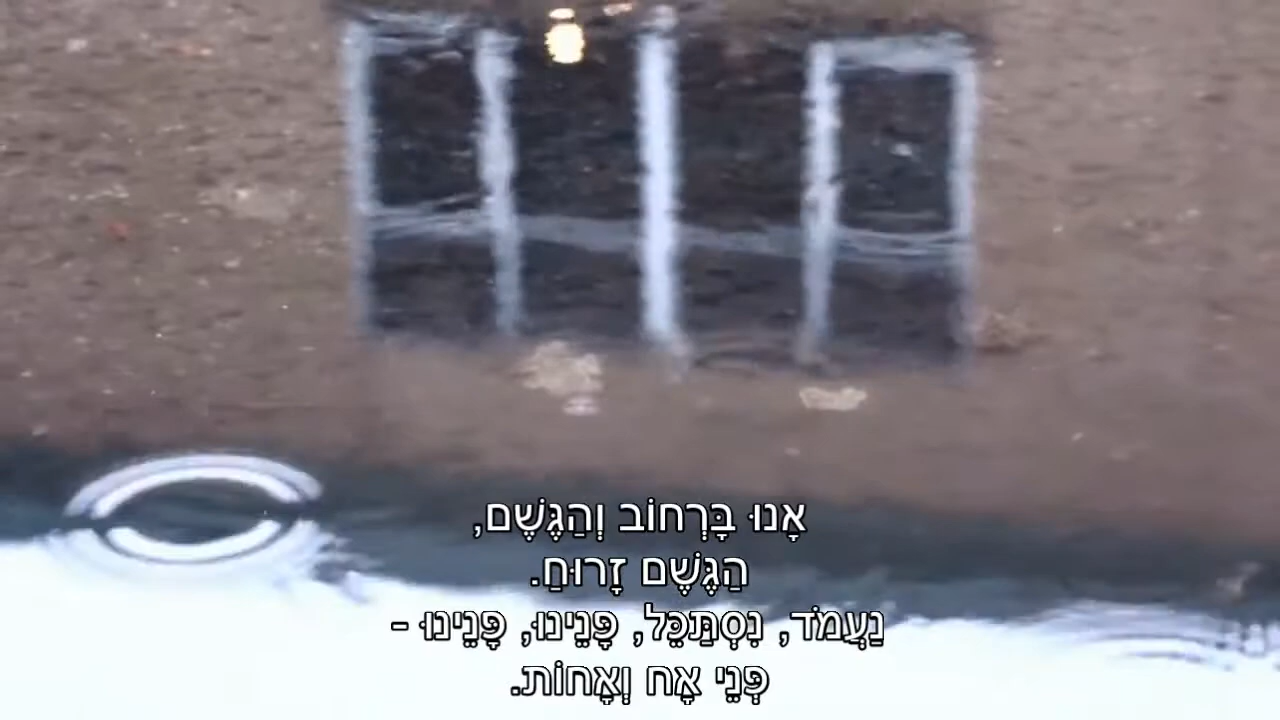 אָנוּ בָּרְחוֹב וְהַגֶּשֶׁם,
הַגֶּשֶׁם זָרוּחַ.
נַעֲמֹד, נִסְתַּכֵּל, פָּנֵינוּ, פָּנֵינוּ -
פְּנֵי אָח וְאָחוֹת.